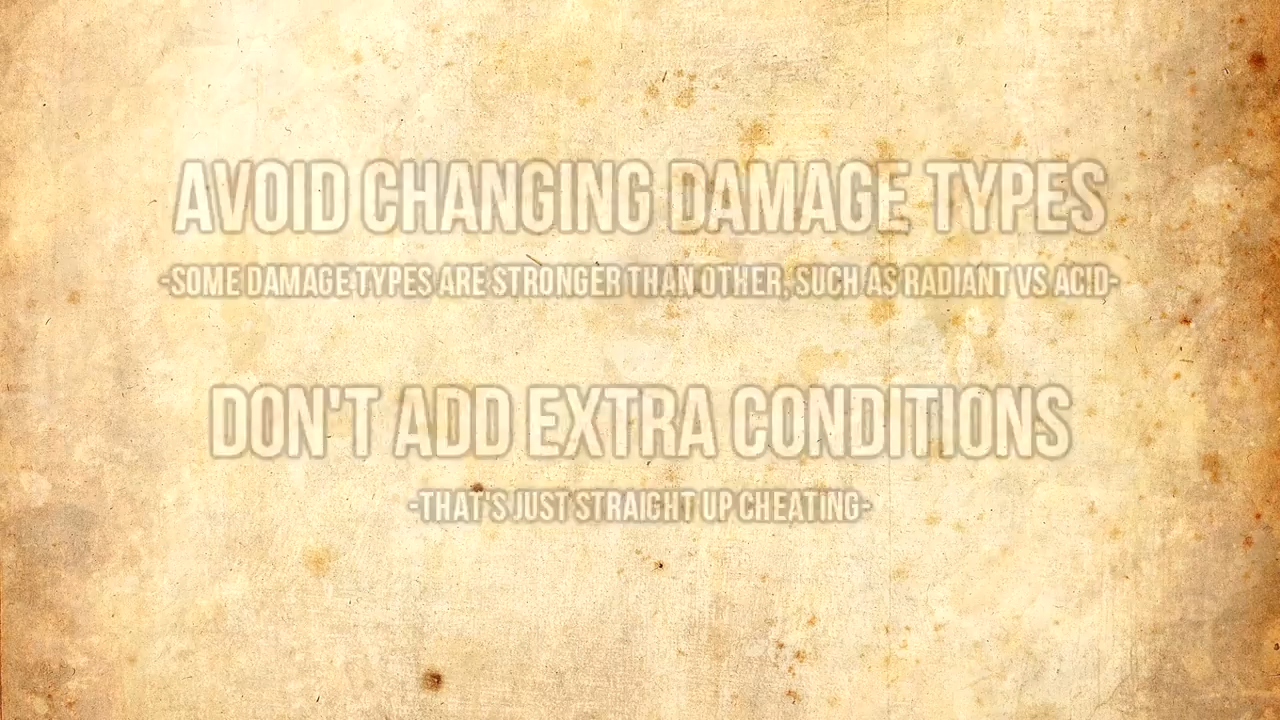 AVOID CHANGING DAMAGE TYPES
-SOME DAMAGE TYPES ARE STRONGER THAN OTHER, SUCH AS RADIANT VS ACID-
DON'T ADD EXTRA CONDITIONS
-THAT'S JUST STRAIGHT UP CHEATING-